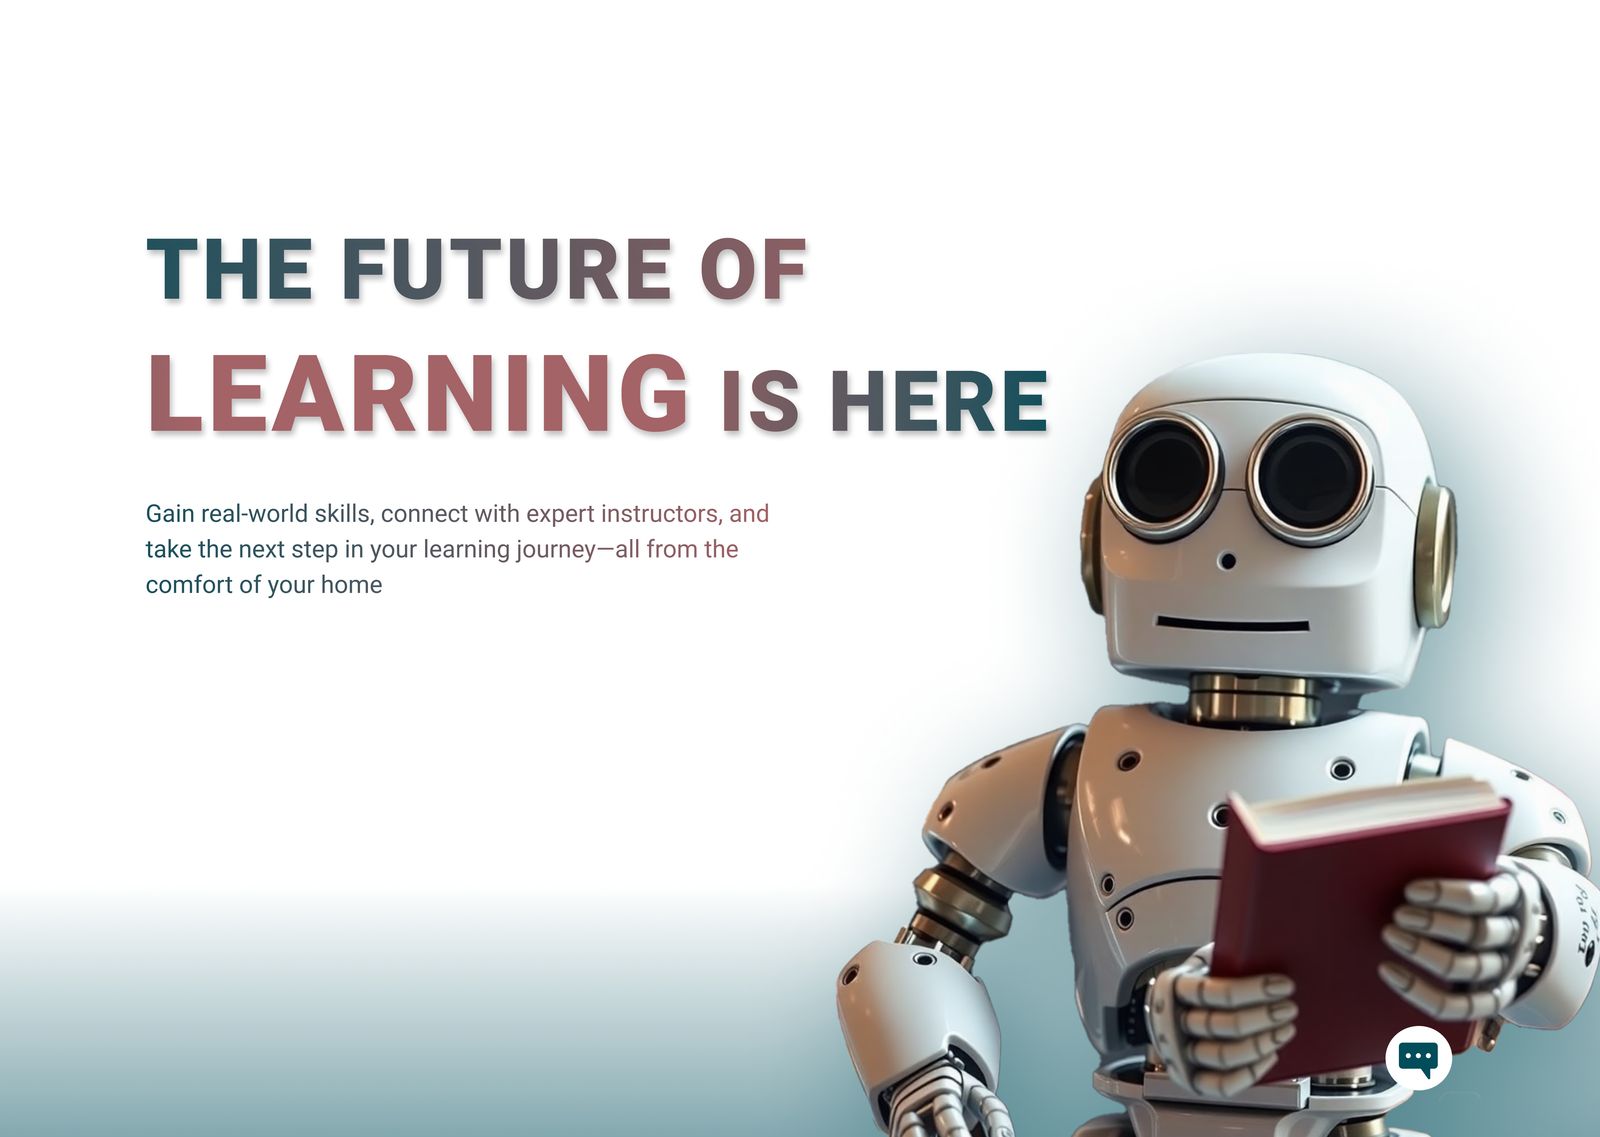 THE FUTURE OF
LEARNING IS HERE
Gain real-world skills, connect with expert instructors, and
take the next step in your learning journey—all from the
comfort of your home